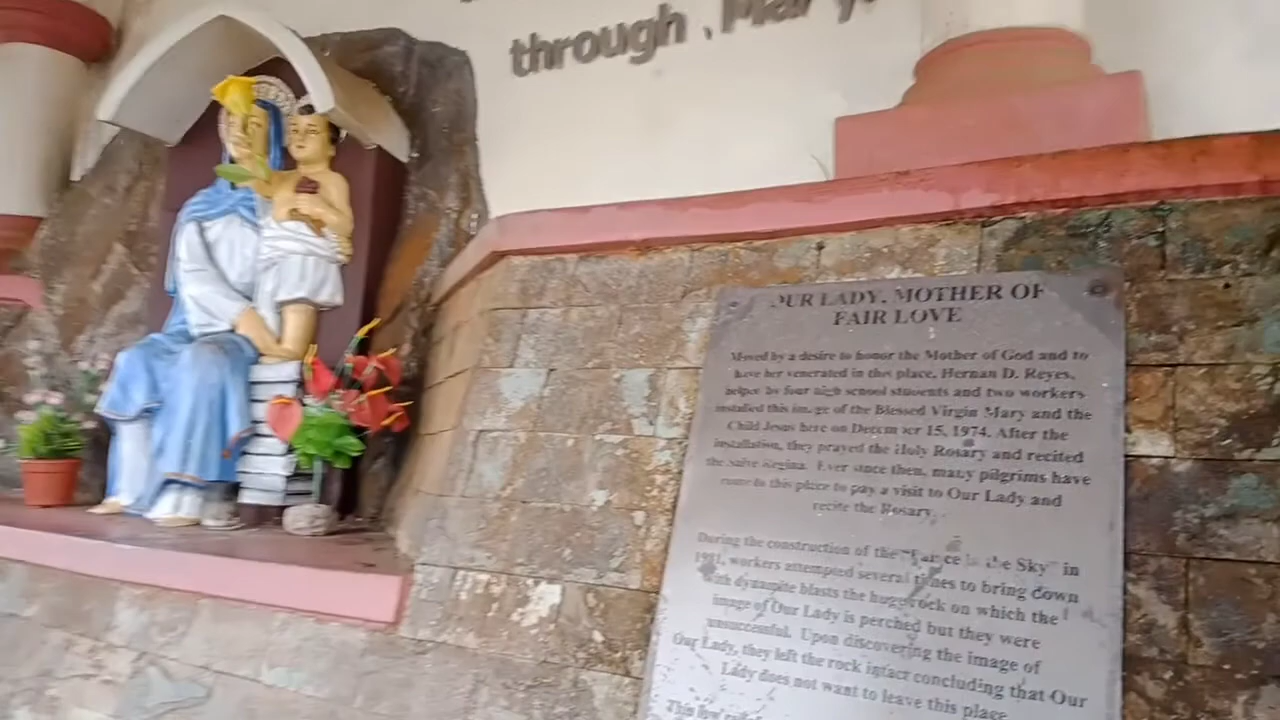 through Mary.
OUR LADY, MOTHER OF
FAIR LOVE
Moved by a desire to honor the Mother of God and to
have her venerated in this place, Hernan D. Reyes,
helped by four high school students and two workers
installed this image of the Blessed Virgin Mary and the
Child Jesus here on December 15, 1974. After the
installation, they prayed the Holy Rosary and recited
the Salve Regina. Ever since then, many pilgrims have
come to this place to pay a visit to Our Lady and
recite the Rosary.
During the construction of the "Palace in the Sky" in
1981, workers attempted several times to bring down
with dynamite blasts the huge rock on which the
image of Our Lady is perched but they were
unsuccessful. Upon discovering the image of
Our Lady, they left the rock intact concluding that Our
Lady does not want to leave this place
This